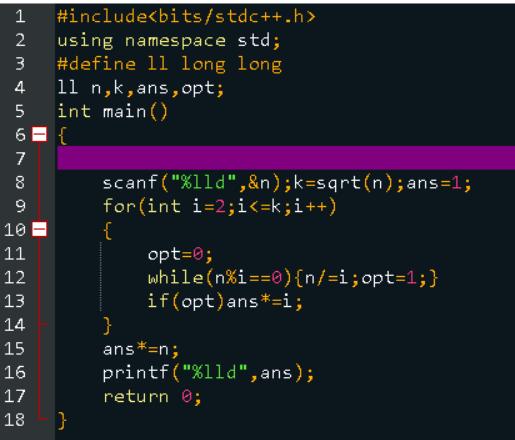 1 #include<bits/stdc++.h>
2 using namespace std;
3 #define ll long long
4 ll n,k,ans,opt;
5 int main()
6 {
7
8 scanf("%lld",&n);k=sqrt(n);ans=1;
9 for(int i=2;i<=k;i++)
10 {
11 opt=0;
12 while(n%i==0){n/=i;opt=1;}
13 if(opt)ans*=i;
14 }
15 ans*=n;
16 printf("%lld",ans);
17 return 0;
18 }